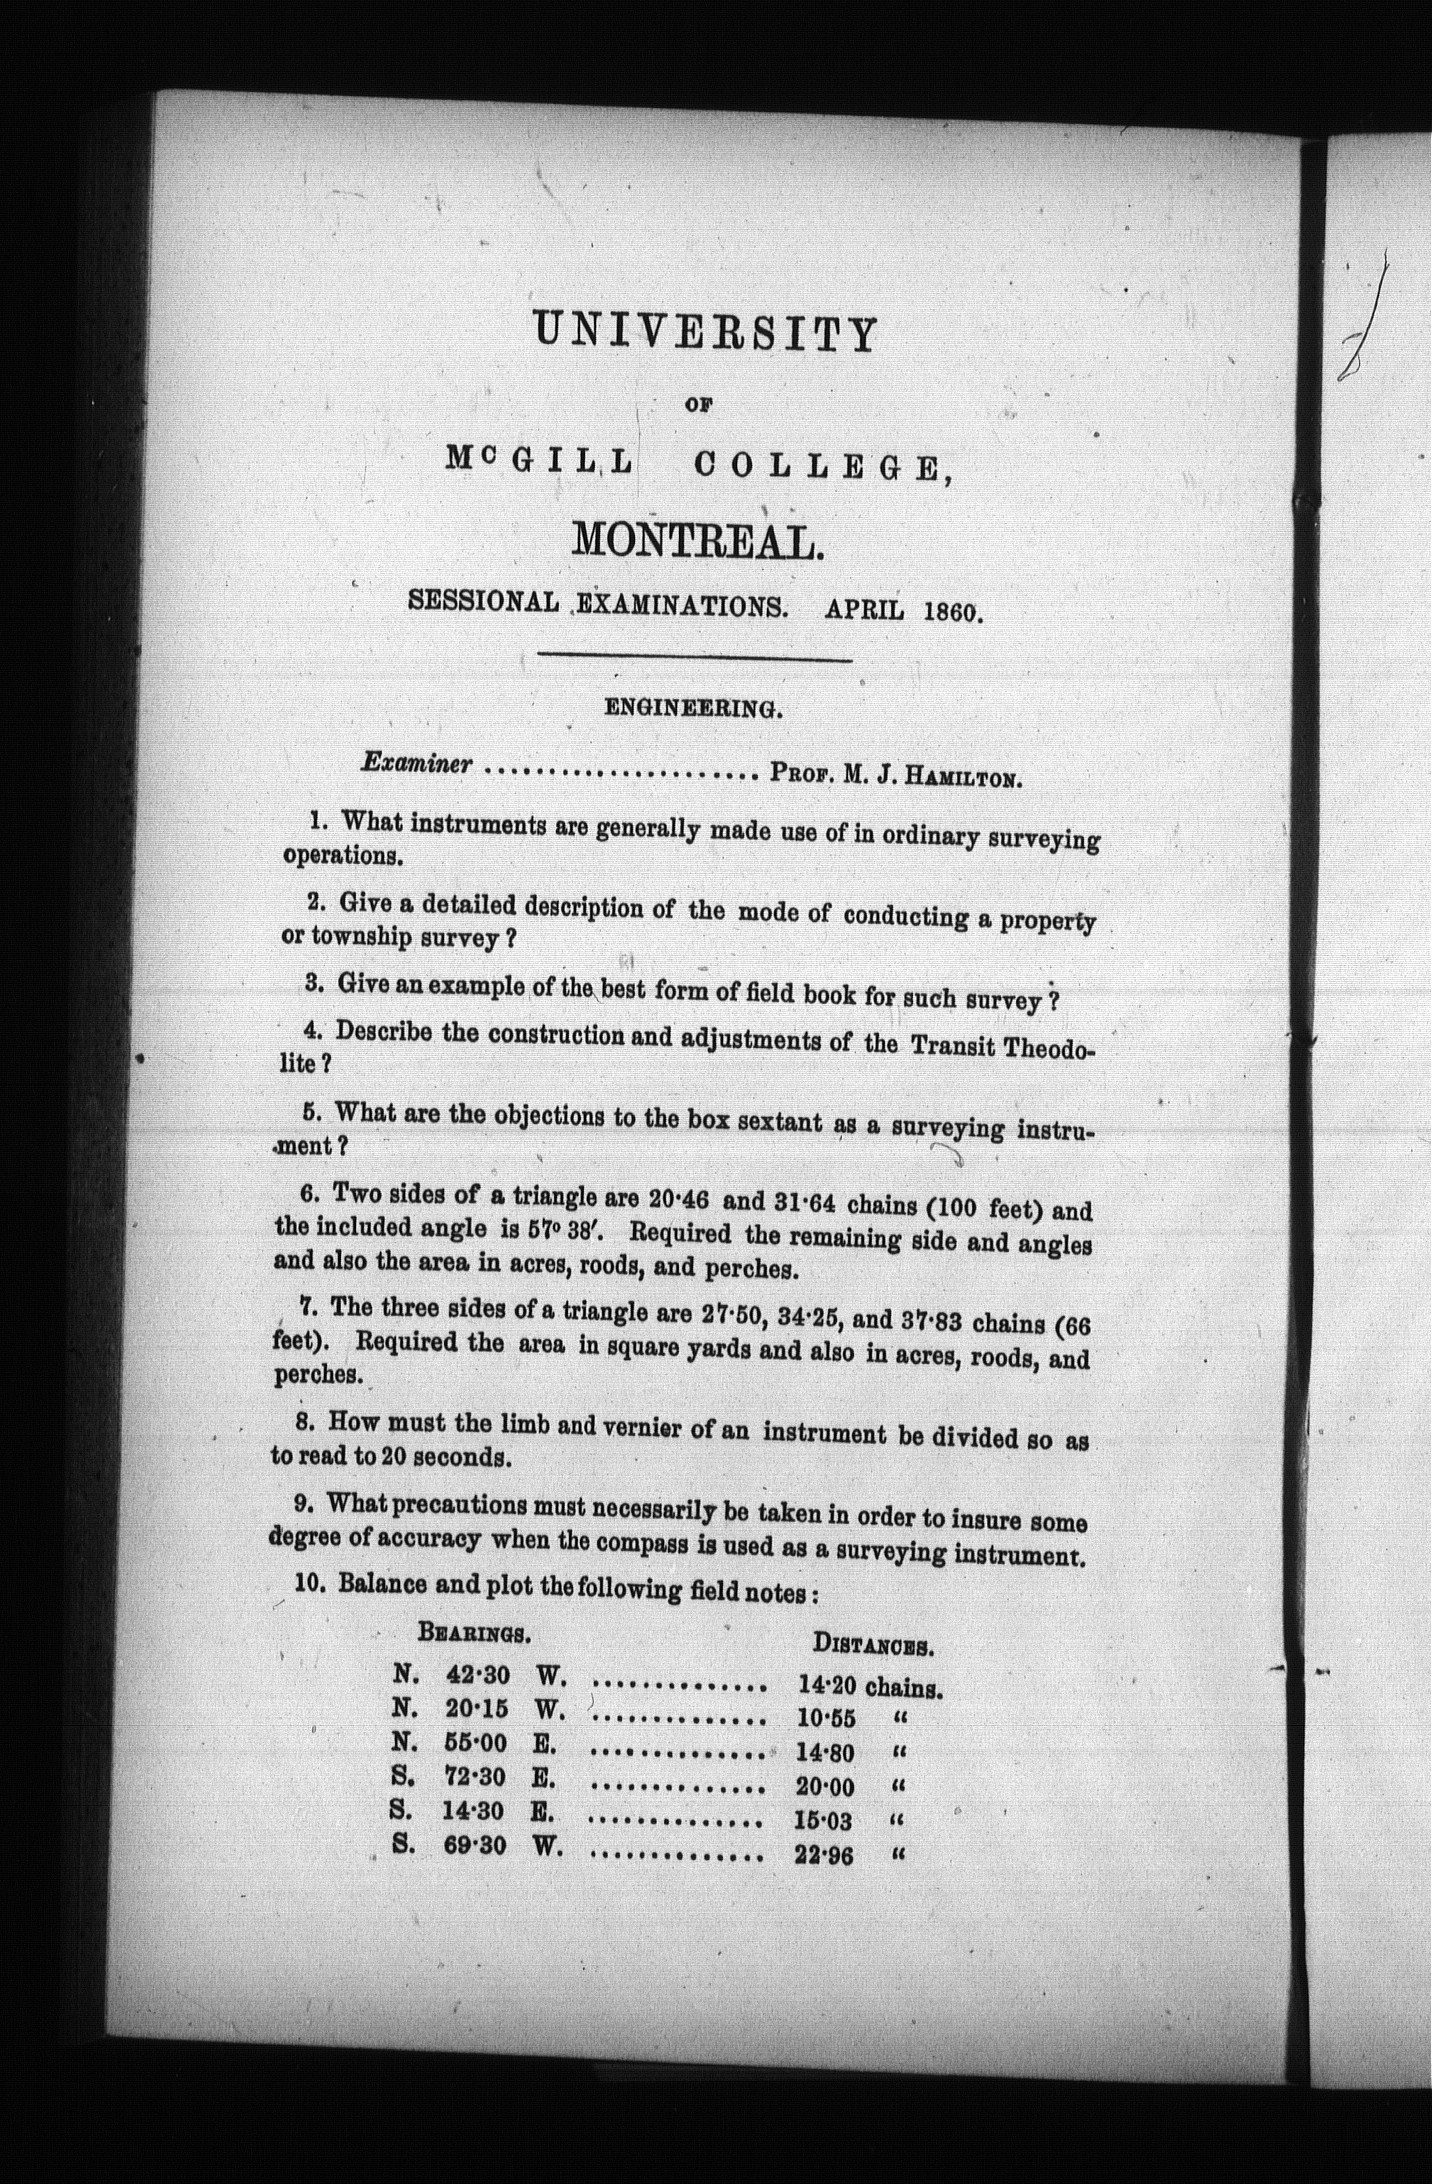 UNIVERSITY
OF
McGILL COLLEGE,
MONTREAL.
SESSIONAL EXAMINATIONS. APRIL 1860.
ENGINEERING.
Examiner ....................... PROF. M. J. HAMILTON.
1. What instruments are generally made use of in ordinary surveying
operations.
2. Give a detailed description of the mode of conducting a property
or township survey ?
3. Give an example of the best form of field book for such survey ?
4. Describe the construction and adjustments of the Transit Theodo-
lite ?
5. What are the objections to the box sextant as a surveying instru-
ment ?
6. Two sides of a triangle are 20·46 and 31·64 chains (100 feet) and
the included angle is 57º 38′. Required the remaining side and angles
and also the area in acres, roods, and perches.
7. The three sides of a triangle are 27·50, 34·25, and 37·83 chains (66
feet). Required the area in square yards and also in acres, roods, and
perches.
8. How must the limb and vernier of an instrument be divided so as
to read to 20 seconds.
9. What precautions must necessarily be taken in order to insure some
degree of accuracy when the compass is used as a surveying instrument.
10. Balance and plot the following field notes :
BEARINGS. DISTANCES.
N. 42·30 W. .............. 14·20 chains.
N. 20·15 W. .............. 10·55 “
N. 55·00 E. .............. 14·80 “
S. 72·30 E. .............. 20·00 “
S. 14·30 E. .............. 15·03 “
S. 69·30 W. .............. 22·96 “